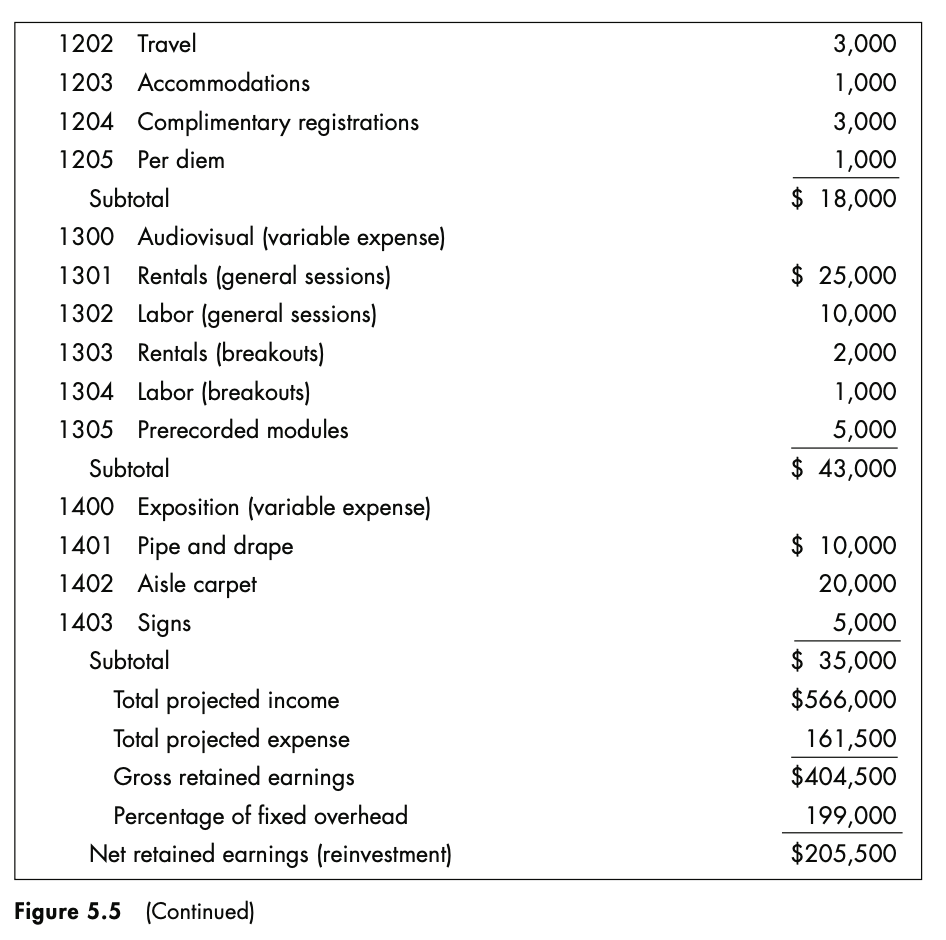 1202 Travel 3,000
1203 Accommodations 1,000
1204 Complimentary registrations 3,000
1205 Per diem 1,000
Subtotal $ 18,000
1300 Audiovisual (variable expense)
1301 Rentals (general sessions) $ 25,000
1302 Labor (general sessions) 10,000
1303 Rentals (breakouts) 2,000
1304 Labor (breakouts) 1,000
1305 Prerecorded modules 5,000
Subtotal $ 43,000
1400 Exposition (variable expense)
1401 Pipe and drape $ 10,000
1402 Aisle carpet 20,000
1403 Signs 5,000
Subtotal $ 35,000
Total projected income $566,000
Total projected expense 161,500
Gross retained earnings $404,500
Percentage of fixed overhead 199,000
Net retained earnings (reinvestment) $205,500
Figure 5.5 (Continued)